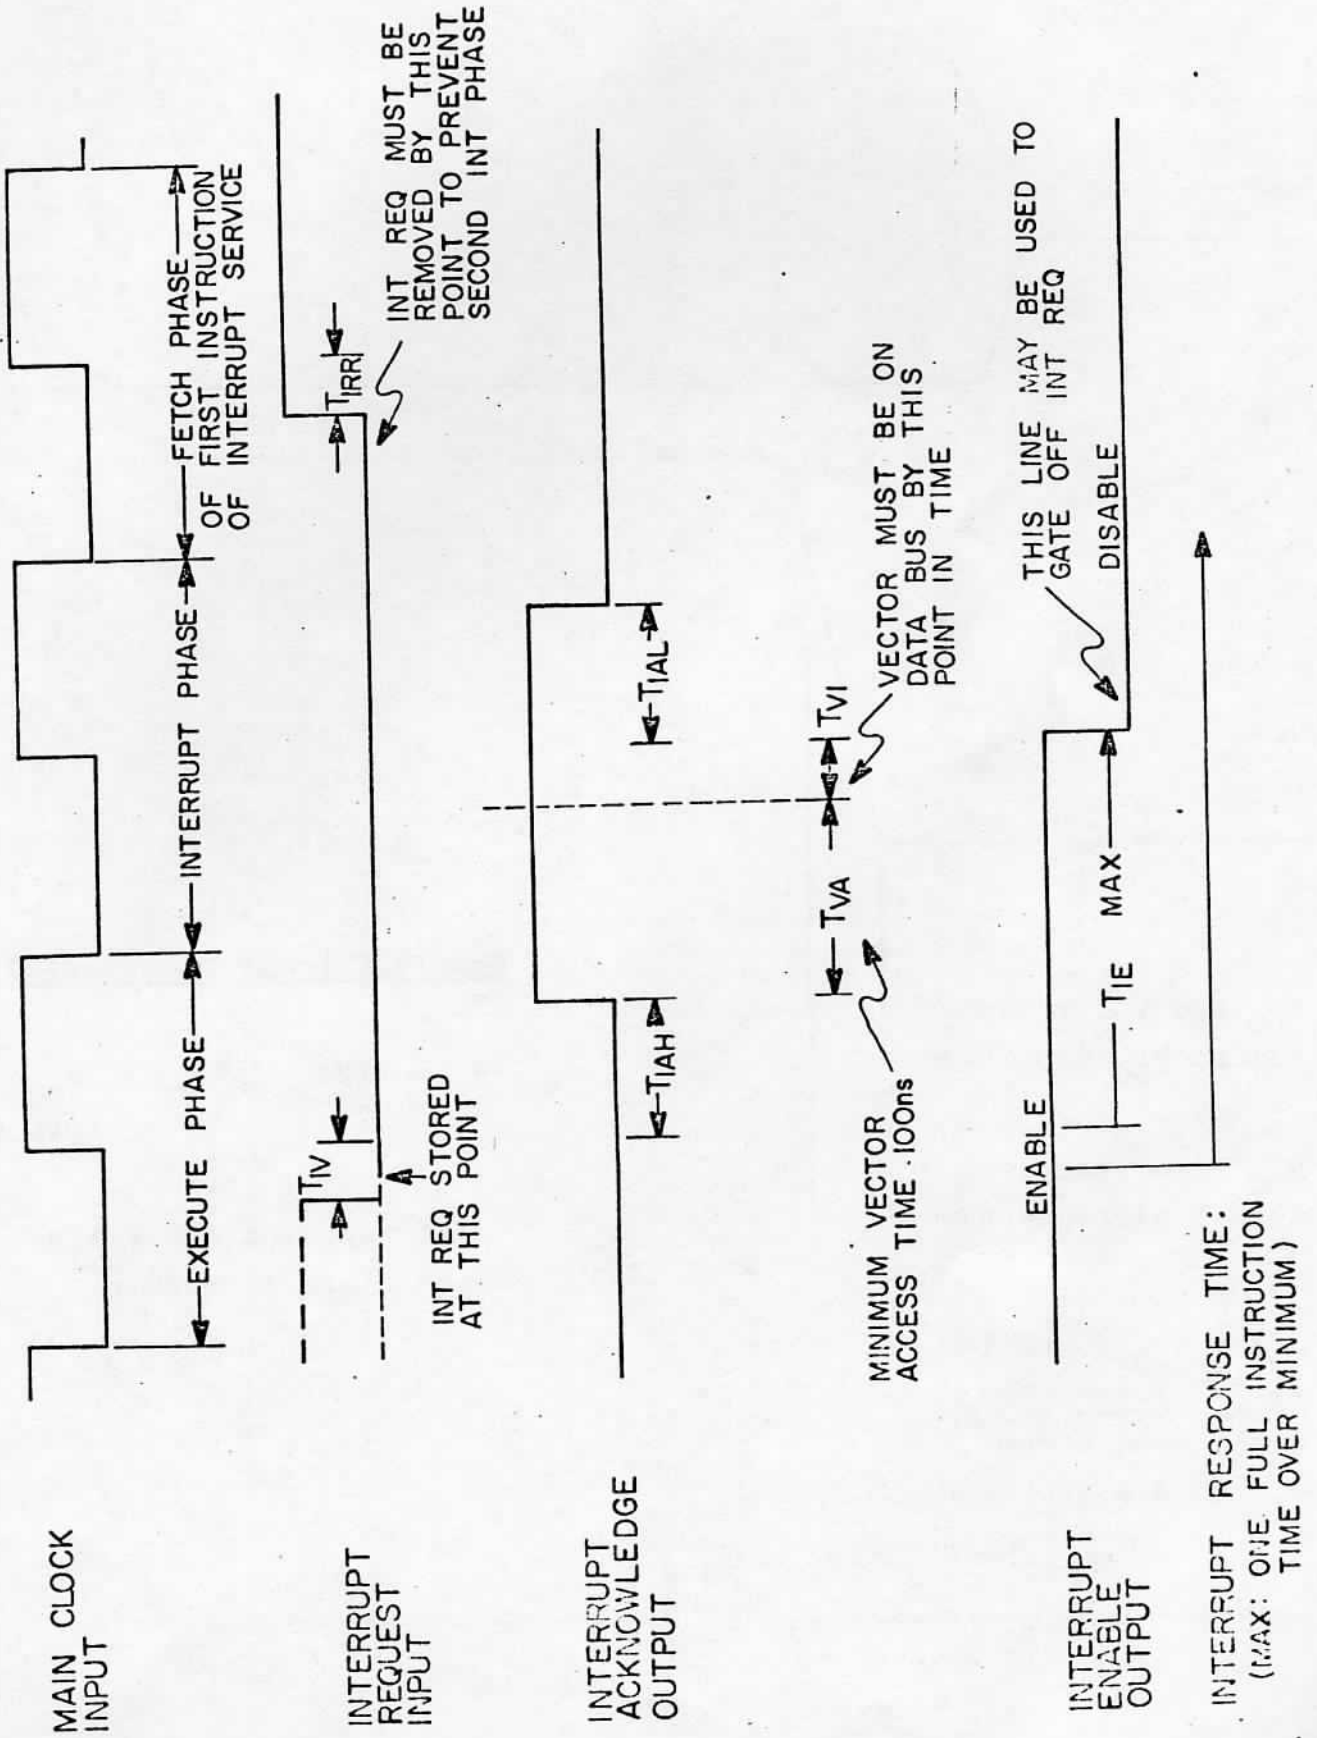 MAIN CLOCK
INPUT
EXECUTE PHASE
INTERRUPT PHASE
FETCH PHASE
OF FIRST INSTRUCTION
OF INTERRUPT SERVICE
INTERRUPT
REQUEST
INPUT
TIV
INT REQ STORED
AT THIS POINT
TIRRI
INT REQ MUST BE
REMOVED BY THIS
POINT TO PREVENT
SECOND INT PHASE
INTERRUPT
ACKNOWLEDGE
OUTPUT
TIAH
TIAL
MINIMUM VECTOR
ACCESS TIME 100ns
TVA
TVI
VECTOR MUST BE ON
DATA BUS BY THIS
POINT IN TIME
INTERRUPT
ENABLE
OUTPUT
ENABLE
TIE MAX
THIS LINE MAY BE USED TO
GATE OFF INT REQ
DISABLE
INTERRUPT RESPONSE TIME:
(MAX: ONE FULL INSTRUCTION
TIME OVER MINIMUM)